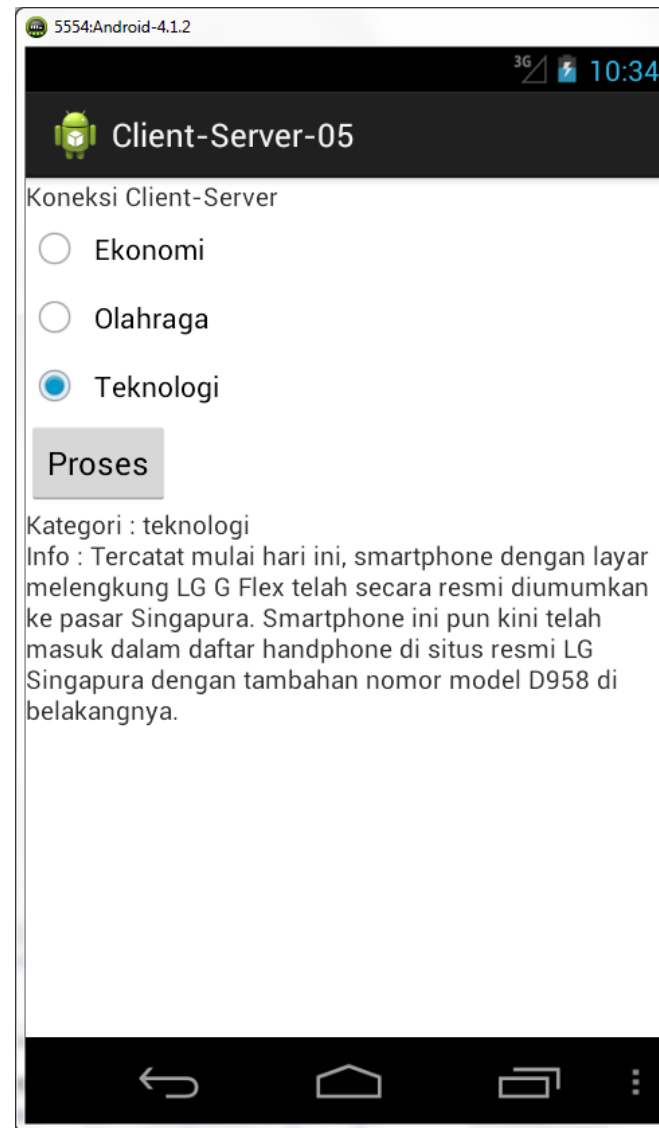 5554:Android-4.1.2
3G 10:34
Client-Server-05
Koneksi Client-Server
Ekonomi
Olahraga
Teknologi
Proses
Kategori : teknologi
Info : Tercatat mulai hari ini, smartphone dengan layar
melengkung LG G Flex telah secara resmi diumumkan
ke pasar Singapura. Smartphone ini pun kini telah
masuk dalam daftar handphone di situs resmi LG
Singapura dengan tambahan nomor model D958 di
belakangnya.